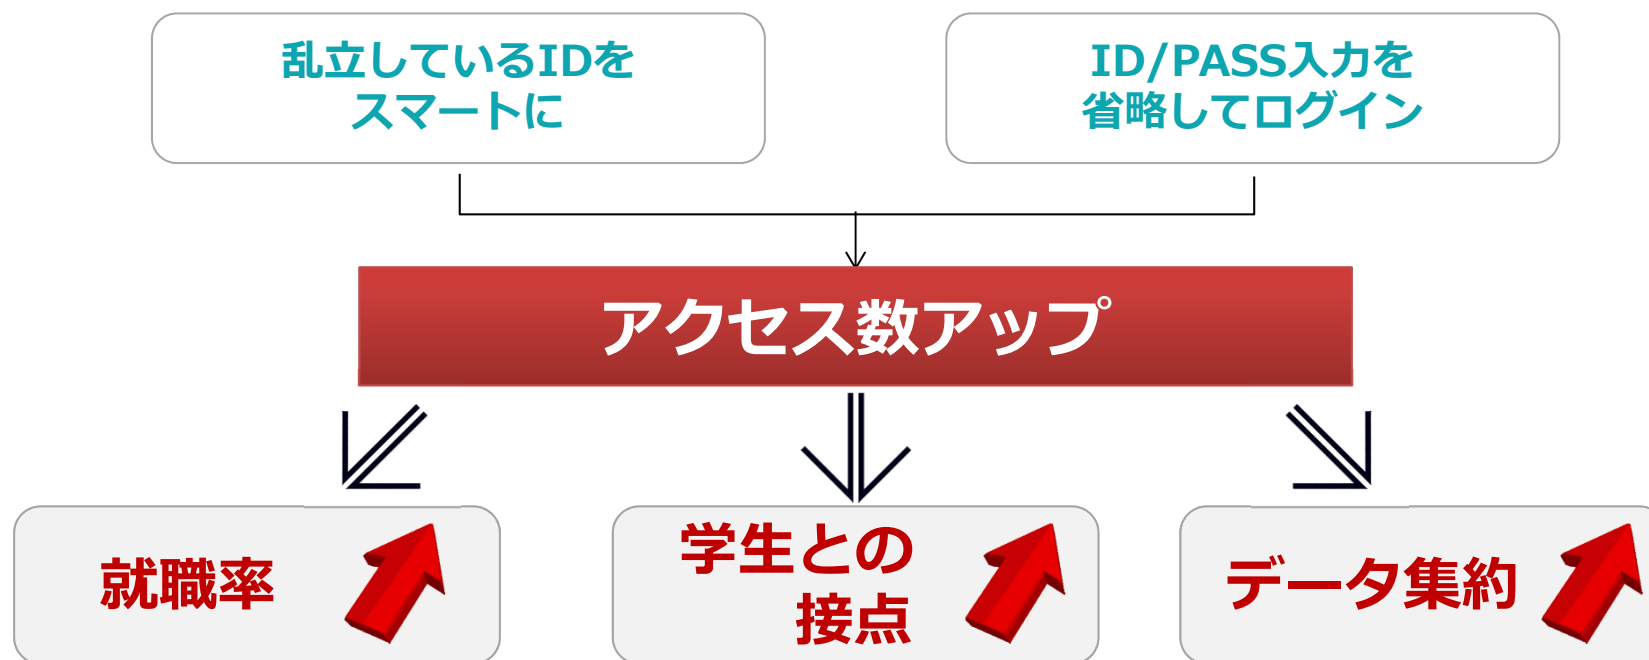 乱立しているIDを
スマートに
ID/PASS入力を
省略してログイン
アクセス数アップ
就職率
学生との
接点
データ集約